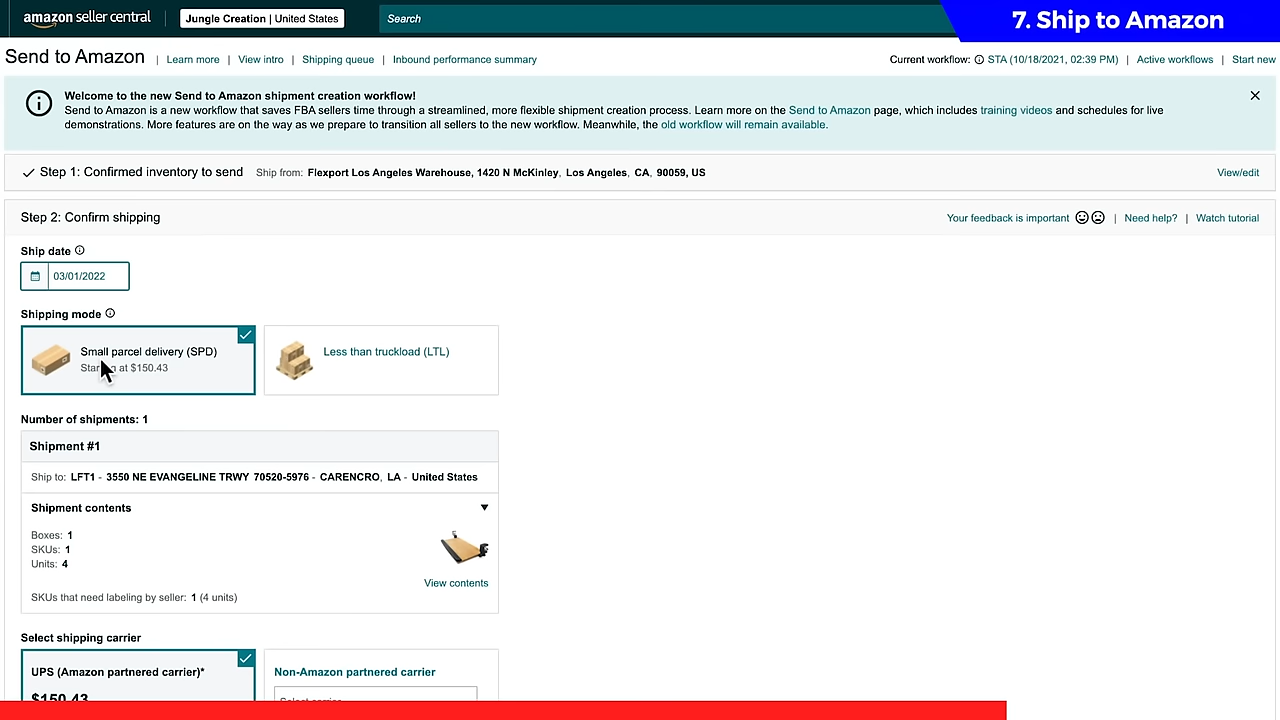 amazon seller central
Jungle Creation | United States
Search
7. Ship to Amazon
Send to Amazon | Learn more | View intro | Shipping queue | Inbound performance summary
Current workflow: STA (10/18/2021, 02:39 PM) | Active workflows | Start new
Welcome to the new Send to Amazon shipment creation workflow!
Send to Amazon is a new workflow that saves FBA sellers time through a streamlined, more flexible shipment creation process. Learn more on the Send to Amazon page, which includes training videos and schedules for live
demonstrations. More features are on the way as we prepare to transition all sellers to the new workflow. Meanwhile, the old workflow will remain available.
Step 1: Confirmed inventory to send Ship from: Flexport Los Angeles Warehouse, 1420 N McKinley, Los Angeles, CA, 90059, US View/edit
Step 2: Confirm shipping
Your feedback is important | Need help? | Watch tutorial
Ship date
03/01/2022
Shipping mode
Small parcel delivery (SPD)
at $150.43
Less than truckload (LTL)
Number of shipments: 1
Shipment #1
Ship to: LFT1 - 3550 NE EVANGELINE TRWY 70520-5976 - CARENCRO, LA - United States
Shipment contents
Boxes: 1
SKUs: 1
Units: 4
View contents
SKUs that need labeling by seller: 1 (4 units)
Select shipping carrier
UPS (Amazon partnered carrier)*
$150.43
Non-Amazon partnered carrier
Select carrier